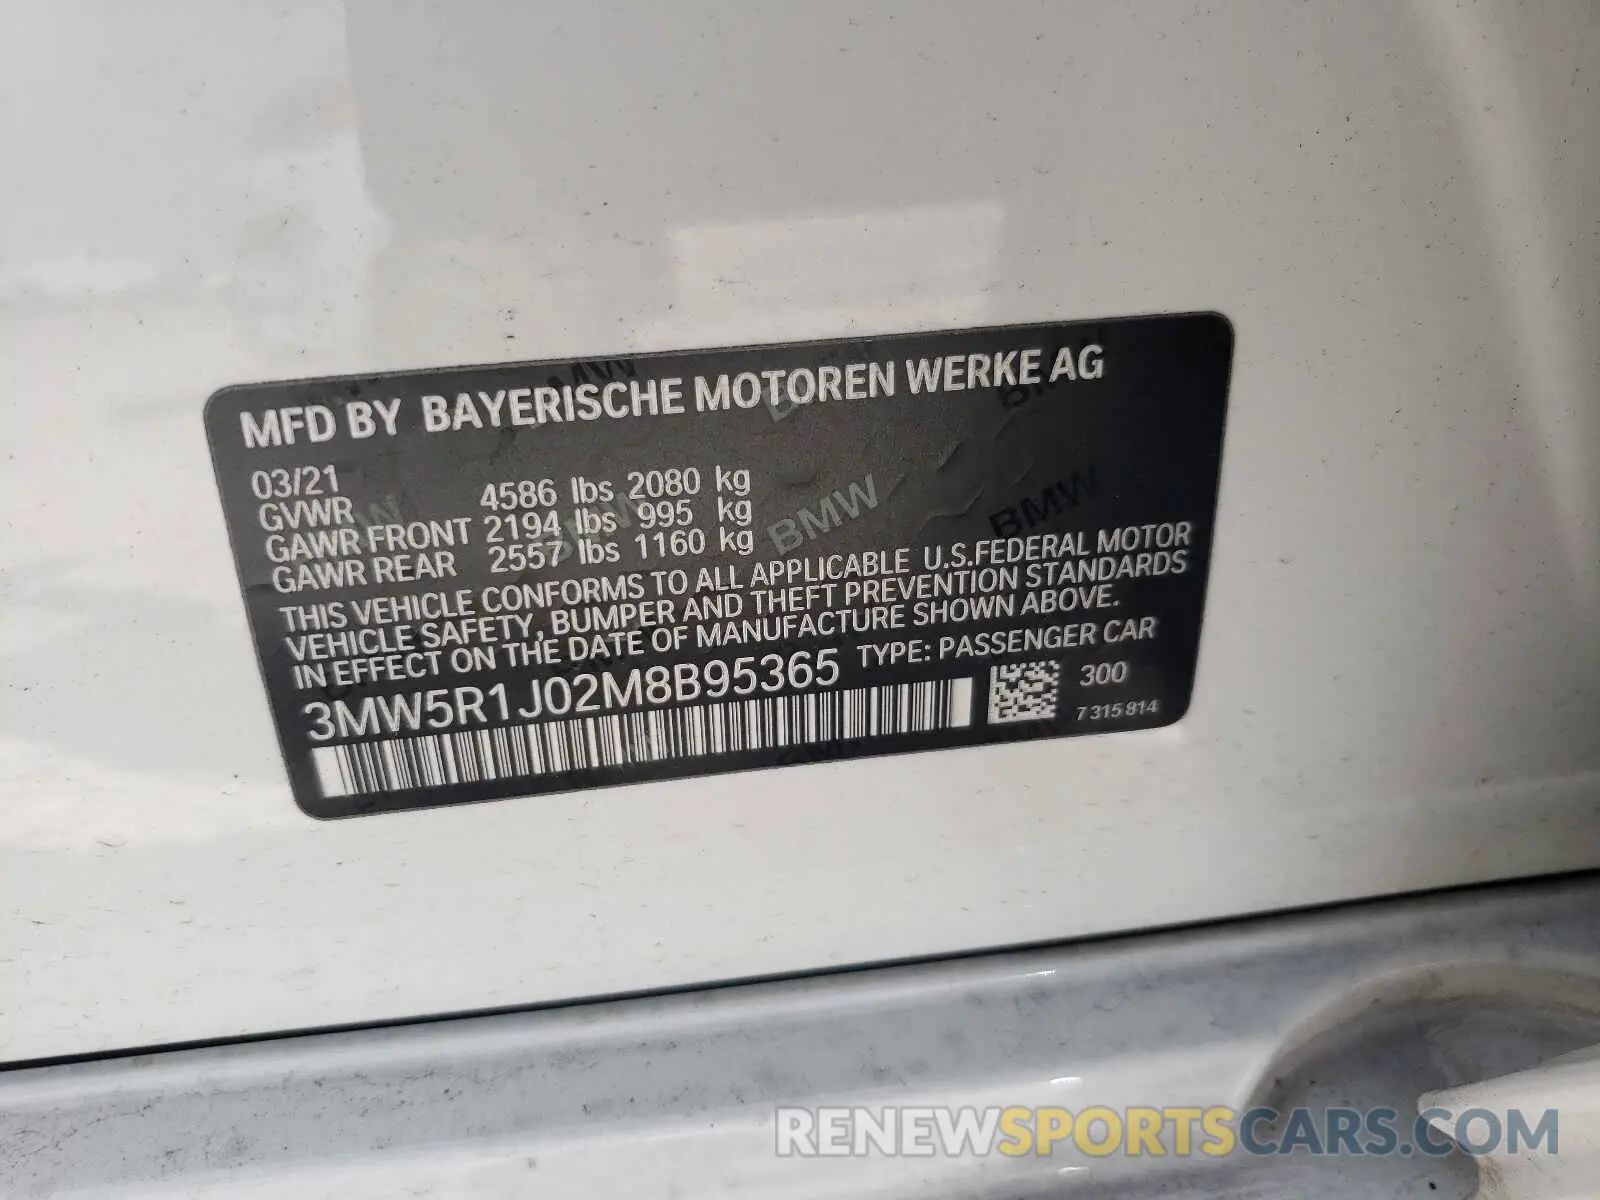 MFD BY BAYERISCHE MOTOREN WERKE AG
03/21
GVWR 4586 lbs 2080 kg
GAWR FRONT 2194 lbs 995 kg
GAWR REAR 2557 lbs 1160 kg
THIS VEHICLE CONFORMS TO ALL APPLICABLE U.S.FEDERAL MOTOR
VEHICLE SAFETY, BUMPER AND THEFT PREVENTION STANDARDS
IN EFFECT ON THE DATE OF MANUFACTURE SHOWN ABOVE.
3MW5R1J02M8B95365 TYPE: PASSENGER CAR
300
7 315 814
BMW BMW
RENEWSPORTSCARS.COM